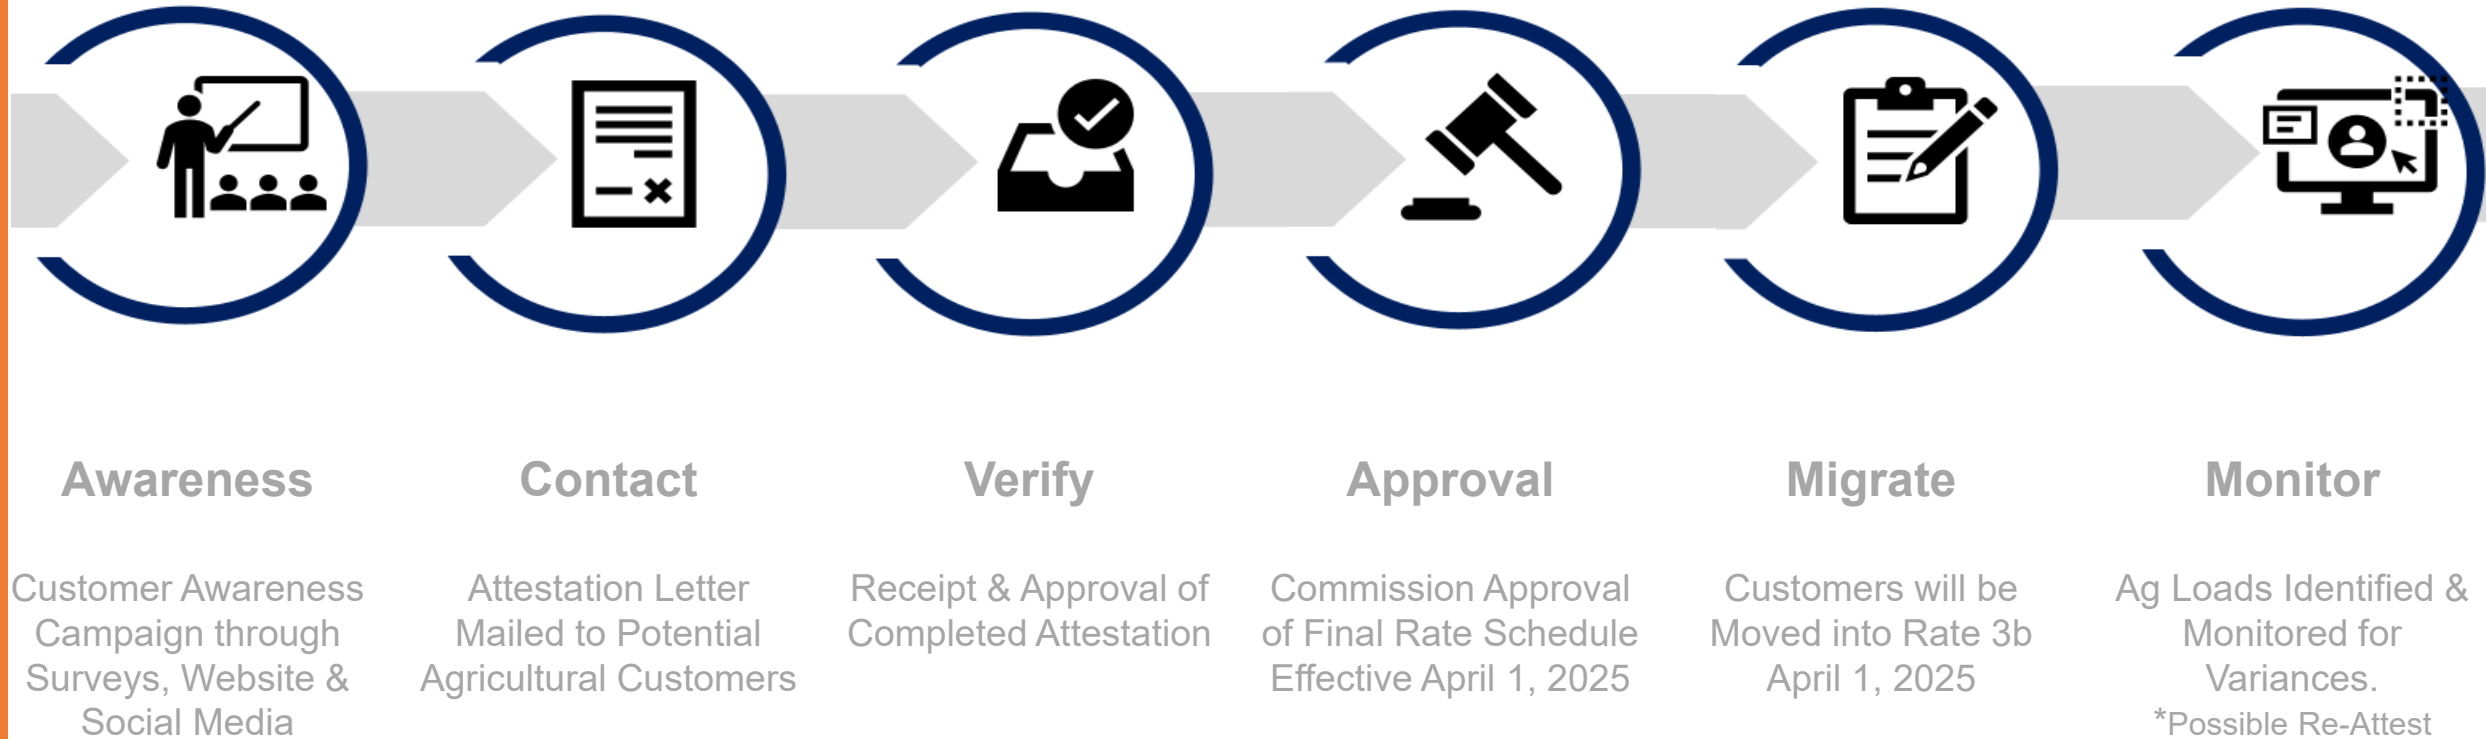 Awareness
Customer Awareness
Campaign through
Surveys, Website &
Social Media
Contact
Attestation Letter
Mailed to Potential
Agricultural Customers
Verify
Receipt & Approval of
Completed Attestation
Approval
Commission Approval
of Final Rate Schedule
Effective April 1, 2025
Migrate
Customers will be
Moved into Rate 3b
April 1, 2025
Monitor
Ag Loads Identified &
Monitored for
Variances.
*Possible Re-Attest